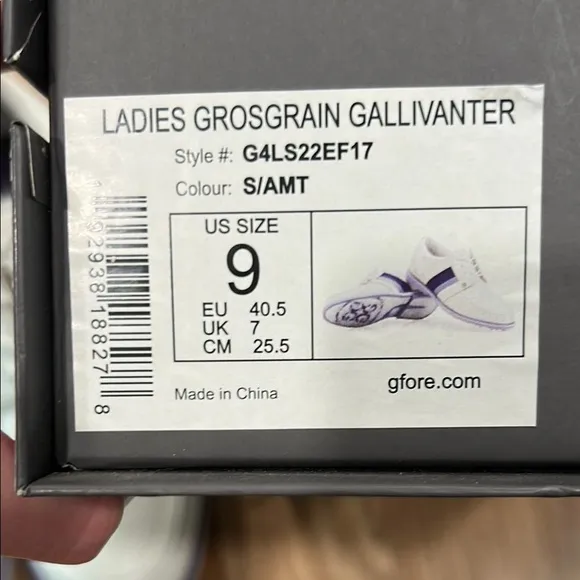 LADIES GROSGRAIN GALLIVANTER
Style #: G4LS22EF17
Colour: S/AMT
US SIZE
9
EU 40.5
UK 7
CM 25.5
Made in China
gfore.com